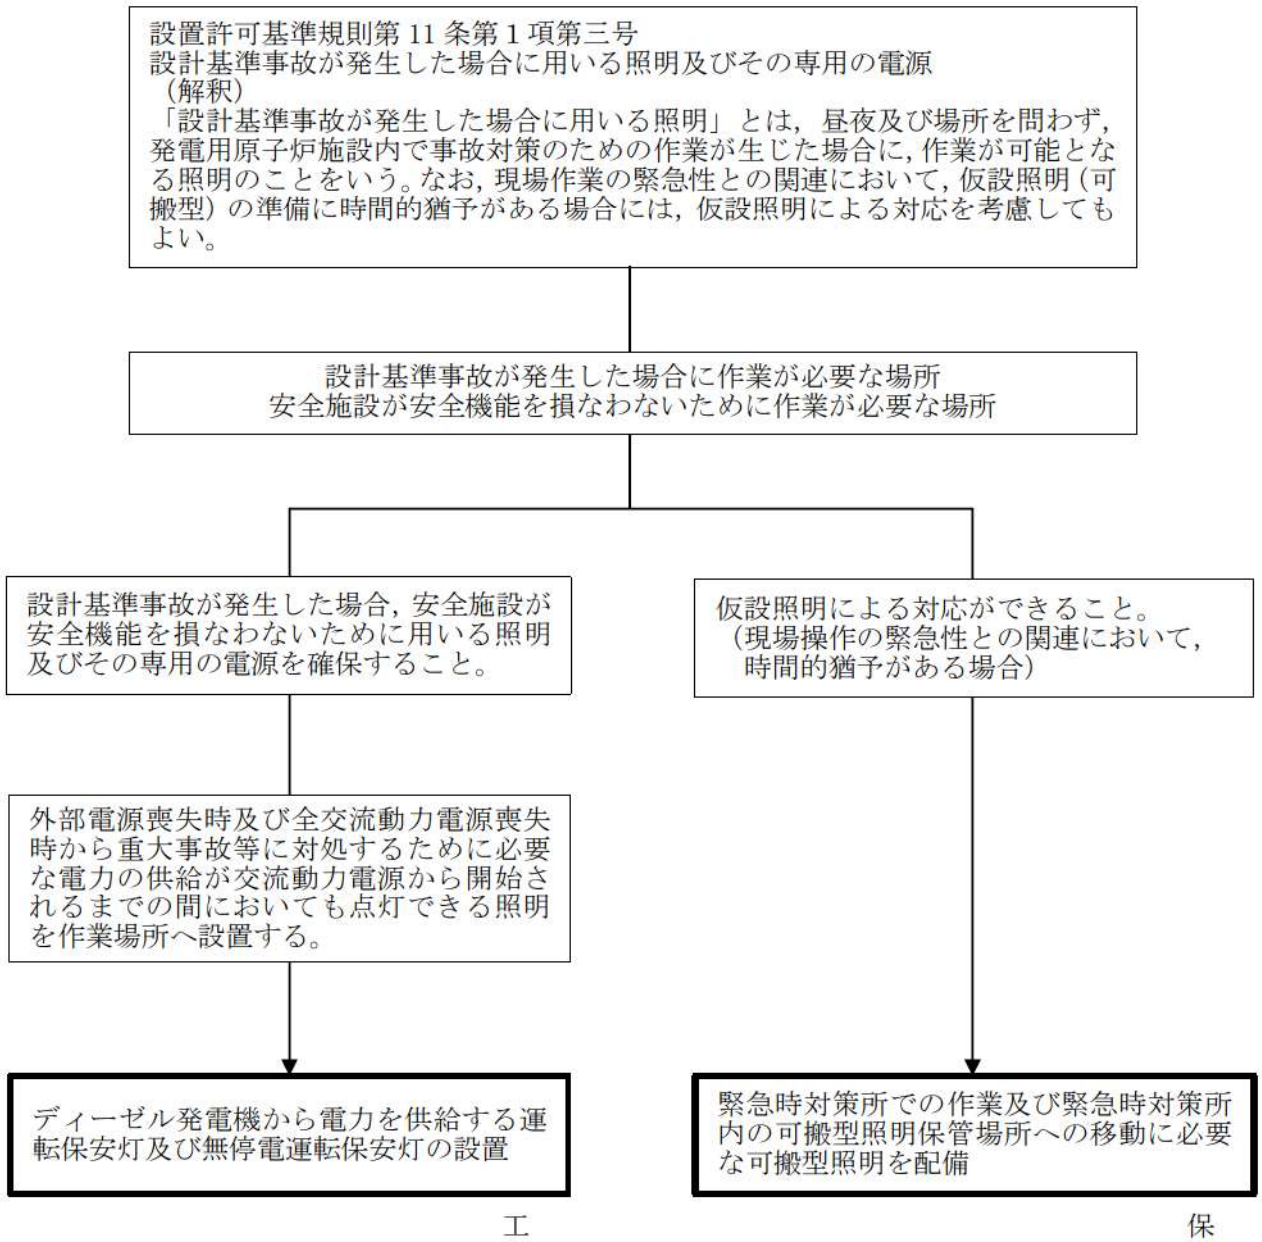 設置許可基準規則第 11 条第１項第三号
設計基準事故が発生した場合に用いる照明及びその専用の電源
（解釈）
「設計基準事故が発生した場合に用いる照明」とは，昼夜及び場所を問わず，
発電用原子炉施設内で事故対策のための作業が生じた場合に，作業が可能とな
る照明のことをいう。なお，現場作業の緊急性との関連において，仮設照明（可
搬型）の準備に時間的猶予がある場合には，仮設照明による対応を考慮しても
よい。
設計基準事故が発生した場合に作業が必要な場所
安全施設が安全機能を損なわないために作業が必要な場所
設計基準事故が発生した場合，安全施設が
安全機能を損なわないために用いる照明
及びその専用の電源を確保すること。
仮設照明による対応ができること。
（現場操作の緊急性との関連において，
時間的猶予がある場合）
外部電源喪失時及び全交流動力電源喪失
時から重大事故等に対処するために必要
な電力の供給が交流動力電源から開始さ
れるまでの間においても点灯できる照明
を作業場所へ設置する。
ディーゼル発電機から電力を供給する運
転保安灯及び無停電運転保安灯の設置
緊急時対策所での作業及び緊急時対策所
内の可搬型照明保管場所への移動に必要
な可搬型照明を配備
工
保